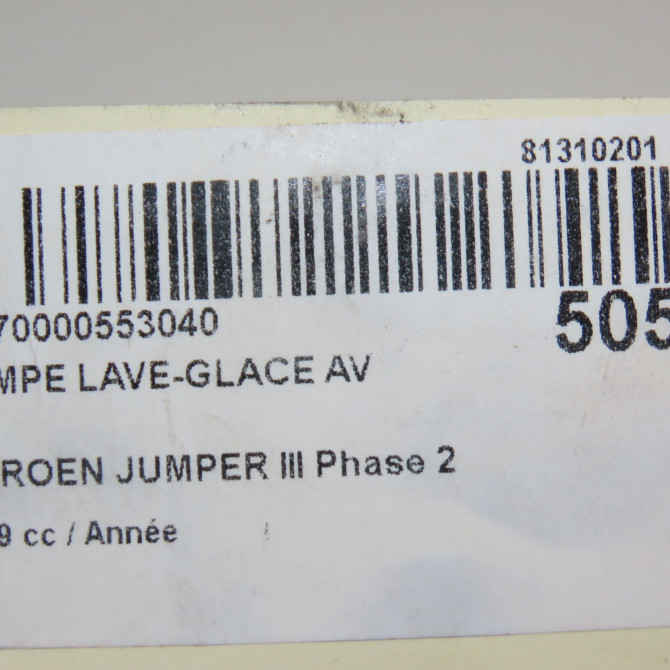 81310201
70000553040
505
MPE LAVE-GLACE AV
ROEN JUMPER III Phase 2
9 cc / Année